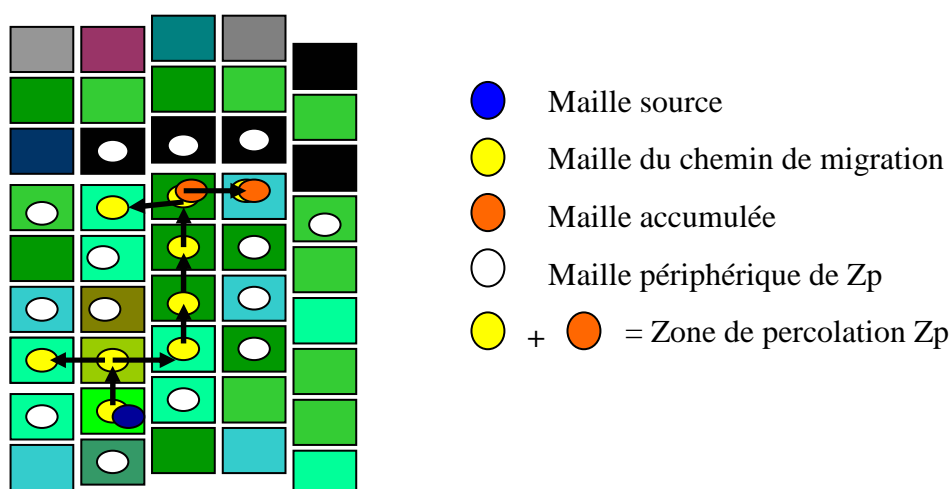 Maille source
Maille du chemin de migration
Maille accumulée
Maille périphérique de Zp
+ = Zone de percolation Zp